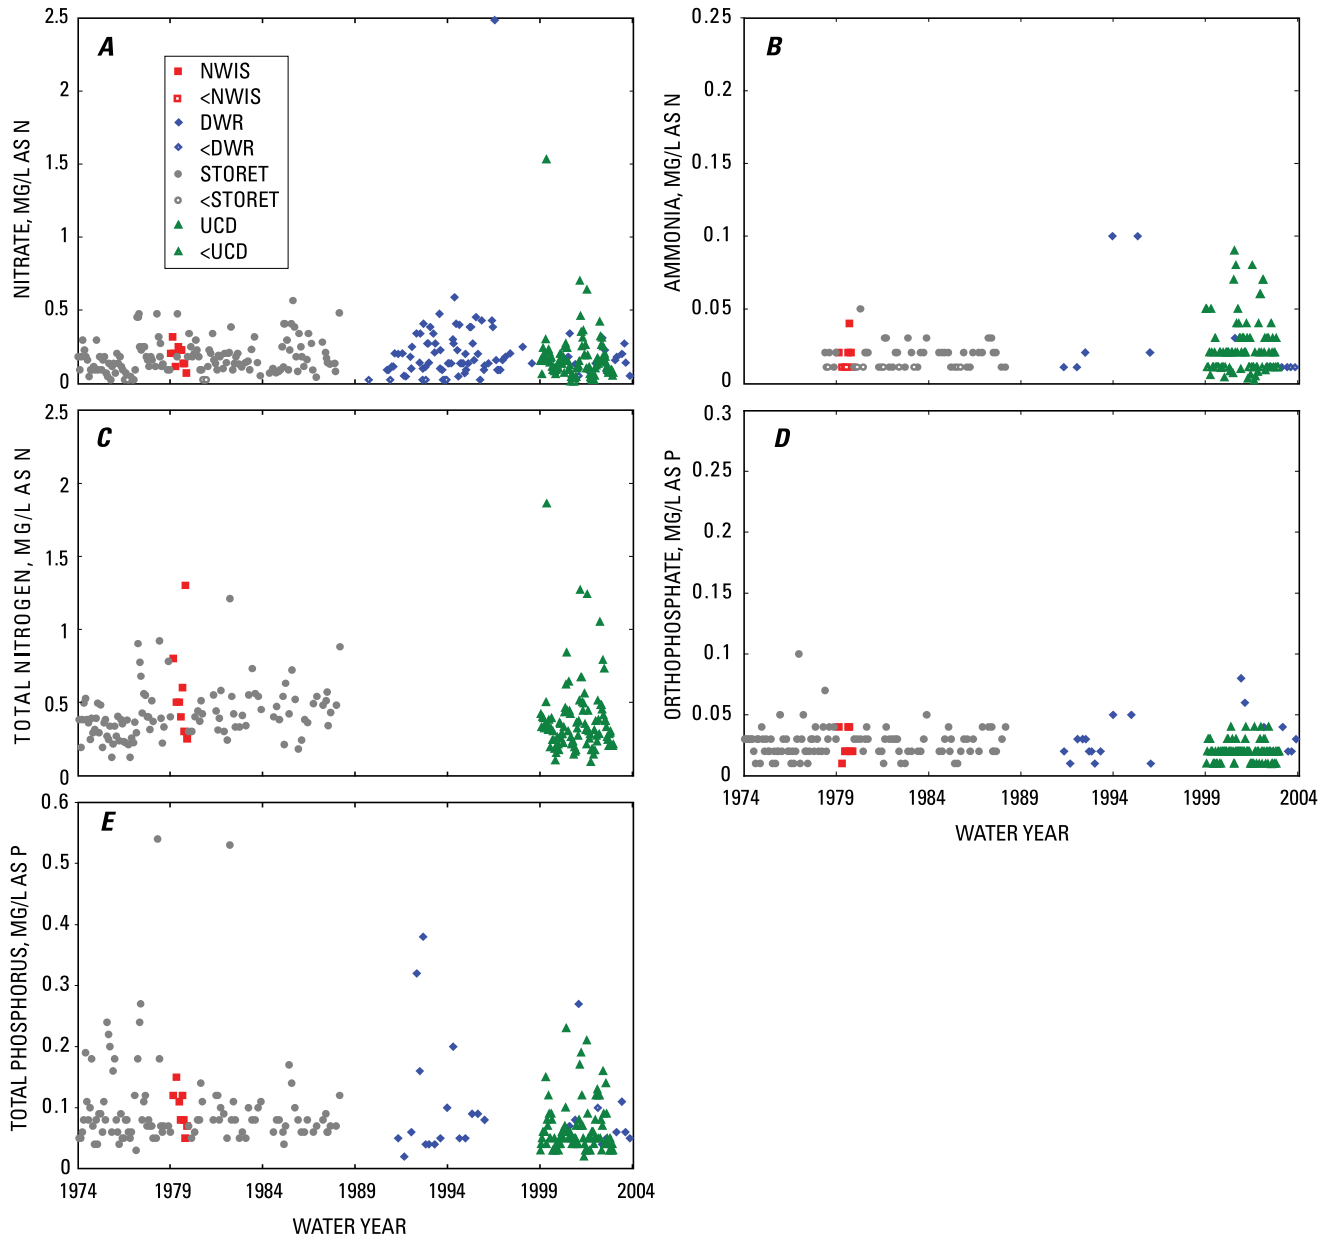 A
NWIS
<NWIS
DWR
<DWR
STORET
<STORET
UCD
<UCD
2.5
2
1.5
1
0.5
0
NITRATE, MG/L AS N
B
0.25
0.2
0.15
0.1
0.05
0
AMMONIA, MG/L AS N
C
2.5
2
1.5
1
0.5
0
TOTAL NITROGEN, MG/L AS N
D
0.3
0.25
0.2
0.15
0.1
0.05
0
ORTHOPHOSPHATE, MG/L AS P
1974 1979 1984 1989 1994 1999 2004
WATER YEAR
E
0.6
0.5
0.4
0.3
0.2
0.1
0
TOTAL PHOSPHORUS, MG/L AS P
1974 1979 1984 1989 1994 1999 2004
WATER YEAR